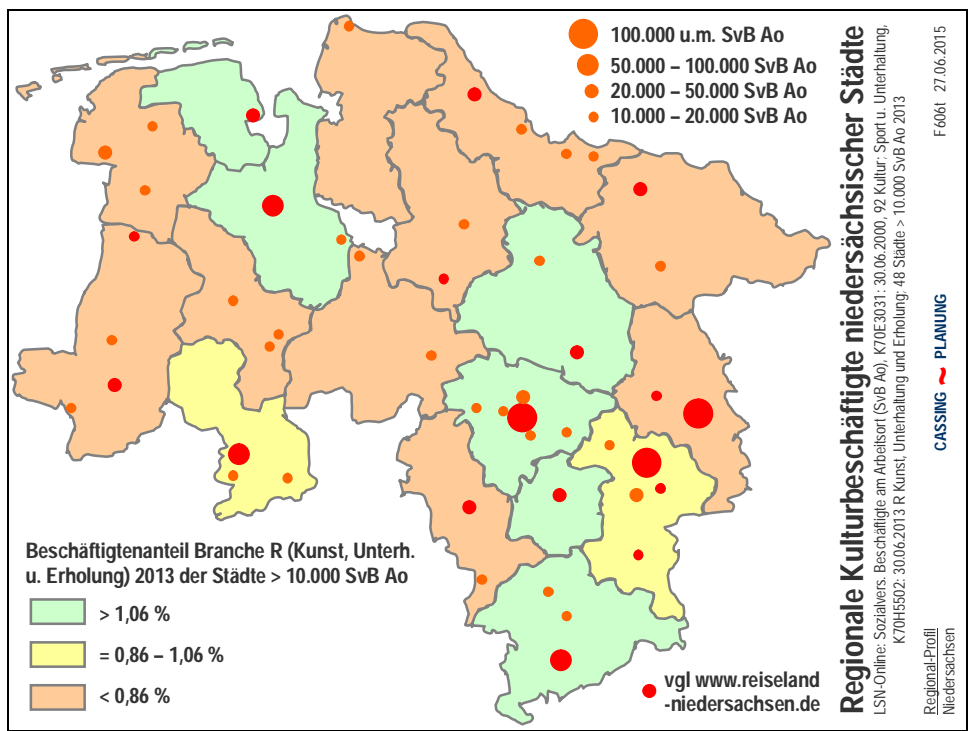 100.000 u.m. SvB Ao
50.000 – 100.000 SvB Ao
20.000 – 50.000 SvB Ao
10.000 – 20.000 SvB Ao
Beschäftigtenanteil Branche R (Kunst, Unterh.
u. Erholung) 2013 der Städte > 10.000 SvB Ao
> 1,06 %
= 0,86 – 1,06 %
< 0,86 %
vgl www.reiseland
-niedersachsen.de
Regionale Kulturbeschäftigte niedersächsischer Städte
LSN-Online: Sozialvers. Beschäftigte am Arbeitsort (SvB Ao), K70E3031: 30.06.2000, 92 Kultur; Sport u. Unterhaltung,
K70H5502: 30.06.2013 R Kunst, Unterhaltung und Erholung; 48 Städte > 10.000 SvB Ao 2013
Regional-Profil
Niedersachsen
CASSING ~ PLANUNG
F606t 27.06.2015